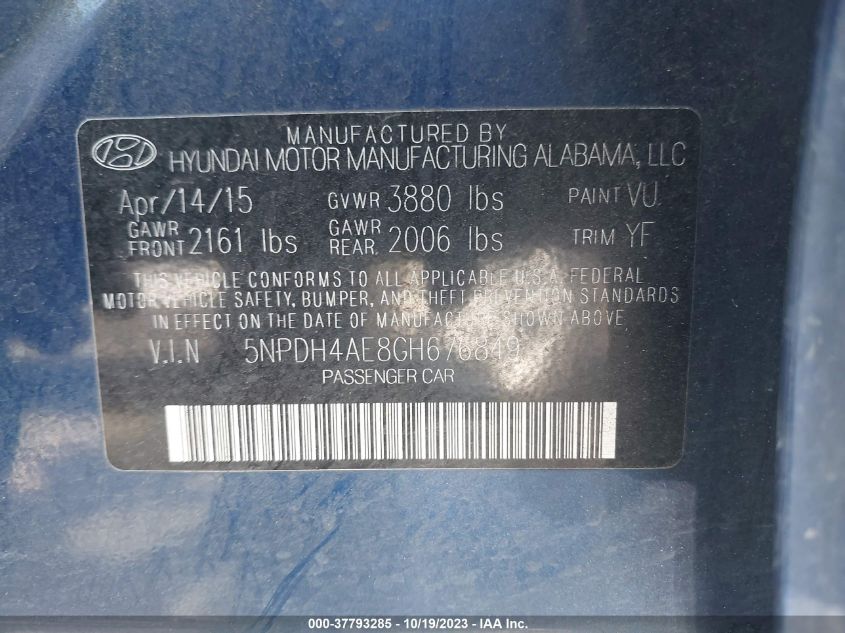 MANUFACTURED BY
HYUNDAI MOTOR MANUFACTURING ALABAMA, LLC
Apr/14/15 GVWR 3880 lbs PAINT VU
GAWR FRONT 2161 lbs GAWR REAR. 2006 lbs TRIM YF
THIS VEHICLE CONFORMS TO ALL APPLICABLE U.S.A. FEDERAL
MOTOR VEHICLE SAFETY, BUMPER, AND THEFT PREVENTION STANDARDS
IN EFFECT ON THE DATE OF MANUFACTURE SHOWN ABOVE.
V.I.N
PASSENGER CAR
000-37793285 - 10/19/2023 - IAA Inc.